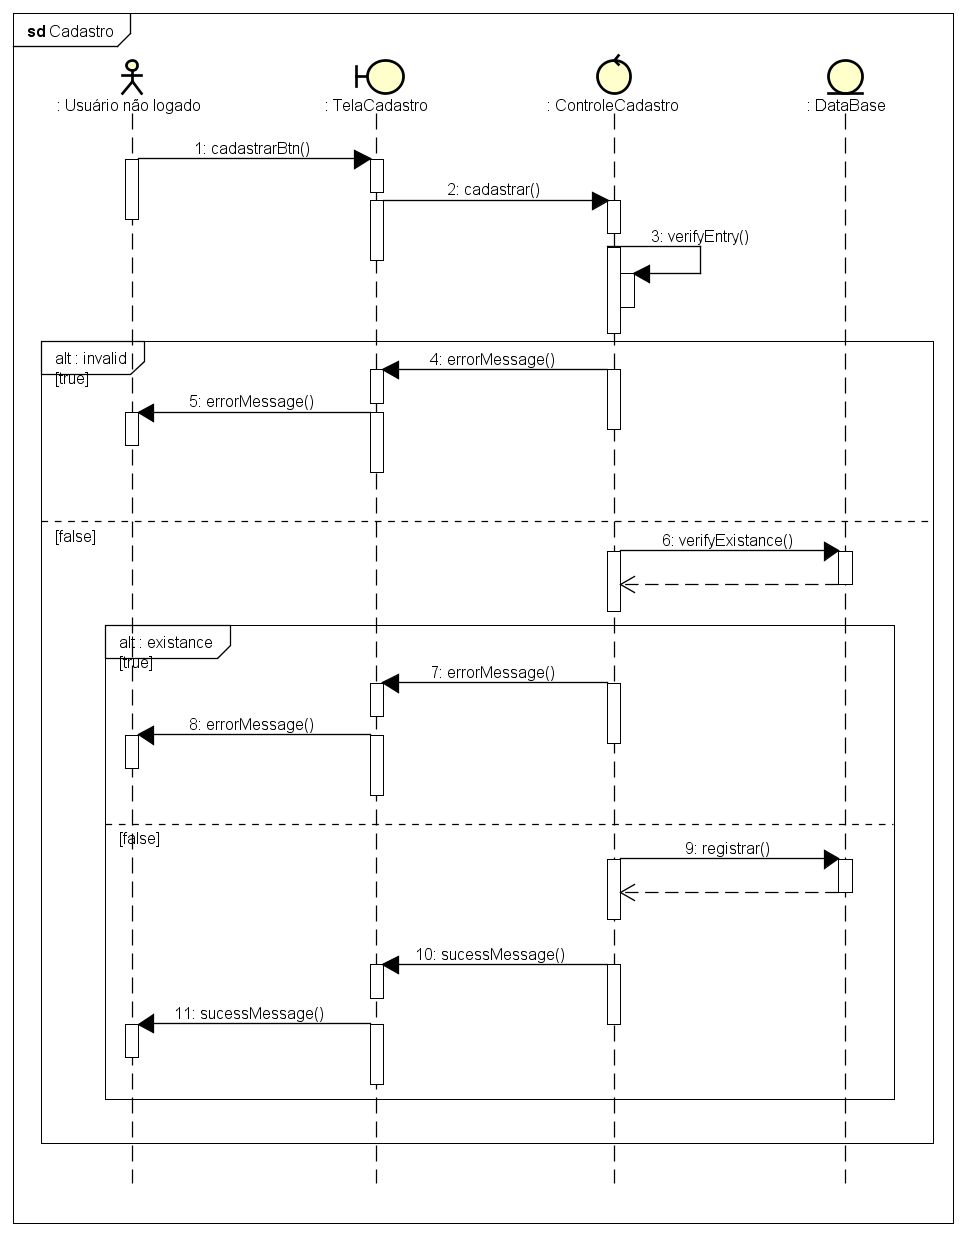 sd Cadastro
: Usuário não logado
: TelaCadastro
: ControleCadastro
: DataBase
1: cadastrarBtn()
2: cadastrar()
3: verifyEntry()
alt : invalid
[true]
4: errorMessage()
5: errorMessage()
[false]
6: verifyExistance()
alt : existance
[true]
7: errorMessage()
8: errorMessage()
[false]
9: registrar()
10: sucessMessage()
11: sucessMessage()